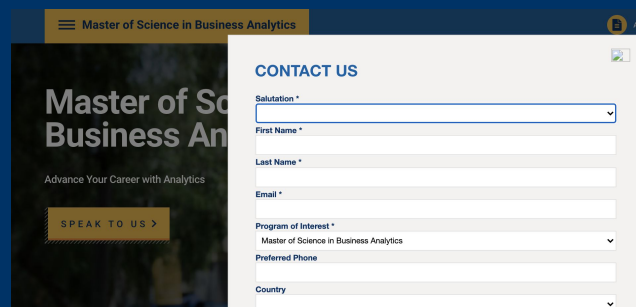 Master of Science in Business Analytics
CONTACT US
Master of Sc
Business An
Advance Your Career with Analytics
SPEAK TO US
Salutation *
First Name *
Last Name *
Email *
Program of Interest *
Master of Science in Business Analytics
Preferred Phone
Country